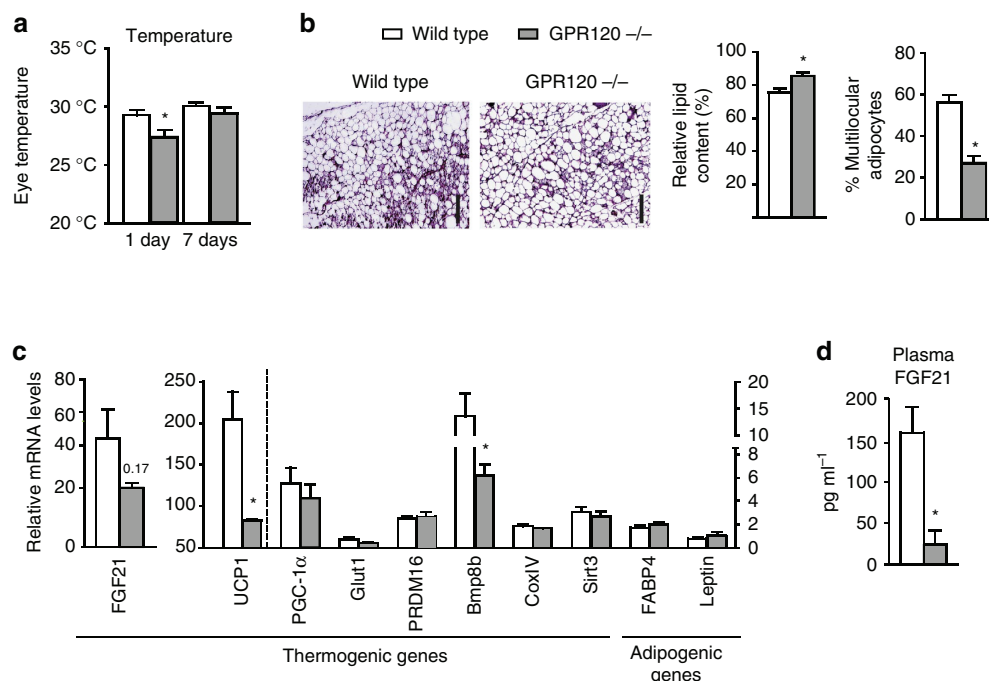 a
Temperature
35 °C
30 °C
25 °C
20 °C
Eye temperature
*
1 day 7 days
b
Wild type GPR120 –/–
Wild type
GPR120 –/–
Relative lipid
content (%)
100
80
60
40
20
*
% Multilocular
adipocytes
80
60
40
20
0
*
c
Relative mRNA levels
80
60
40
20
0
0.17
FGF21
250
200
150
100
50
*
*
20
15
10
8
6
4
2
0
UCP1
PGC-1α
Glut1
PRDM16
Bmp8b
CoxIV
Sirt3
FABP4
Leptin
Thermogenic genes
Adipogenic
genes
d
Plasma
FGF21
pg ml⁻¹
200
150
100
50
0
*